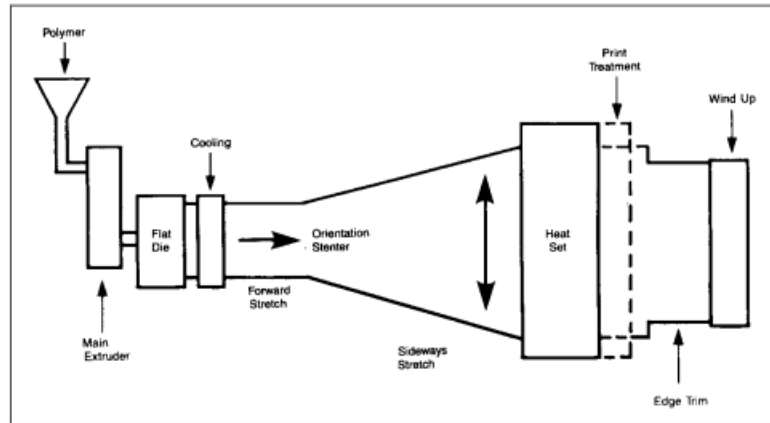 Polymer
Print
Treatment
Wind Up
Cooling
Flat
Die
Orientation
Stenter
Heat
Set
Forward
Stretch
Main
Extruder
Sideways
Stretch
Edge Trim